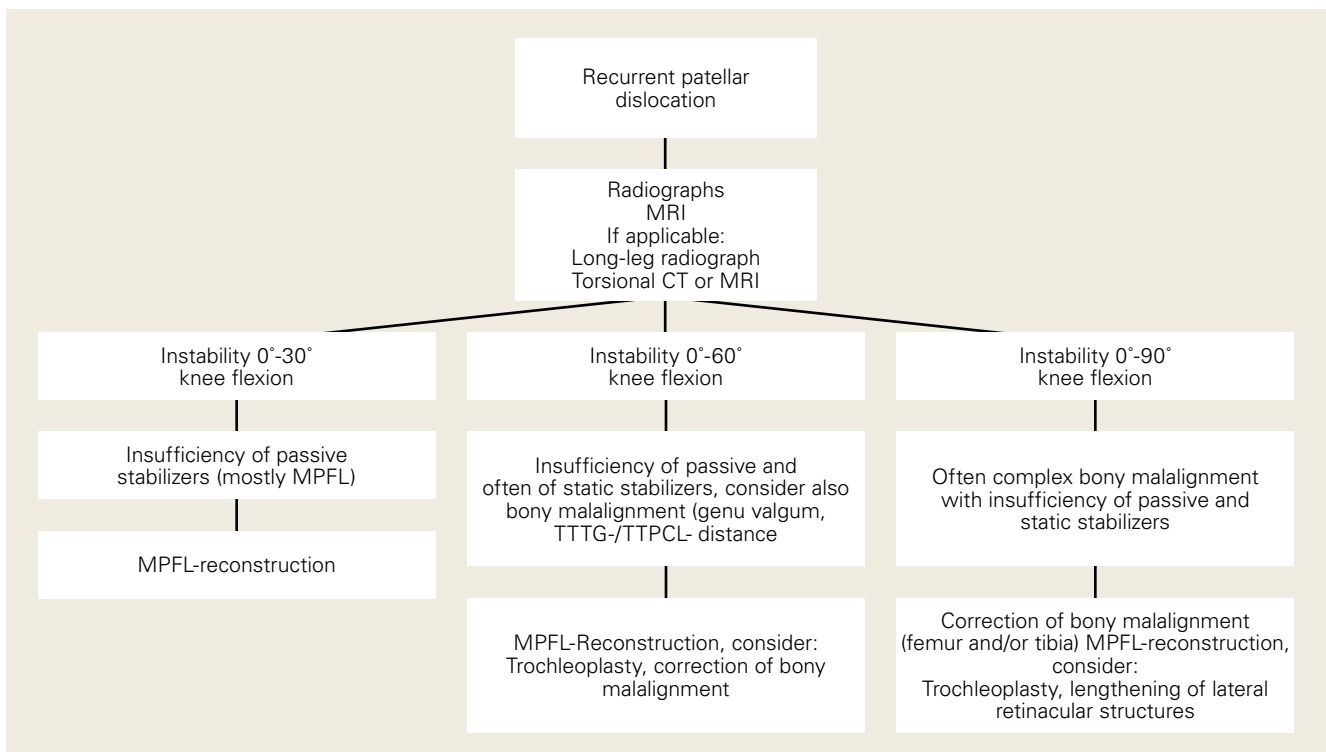 Recurrent patellar
dislocation
Radiographs
MRI
If applicable:
Long-leg radiograph
Torsional CT or MRI
Instability 0˚-30˚
knee flexion
Insufficiency of passive
stabilizers (mostly MPFL)
MPFL-reconstruction
Instability 0˚-60˚
knee flexion
Insufficiency of passive and
often of static stabilizers, consider also
bony malalignment (genu valgum,
TTTG-/TTPCL- distance
MPFL-Reconstruction, consider:
Trochleoplasty, correction of bony
malalignment
Instability 0˚-90˚
knee flexion
Often complex bony malalignment
with insufficiency of passive and
static stabilizers
Correction of bony malalignment
(femur and/or tibia) MPFL-reconstruction,
consider:
Trochleoplasty, lengthening of lateral
retinacular structures